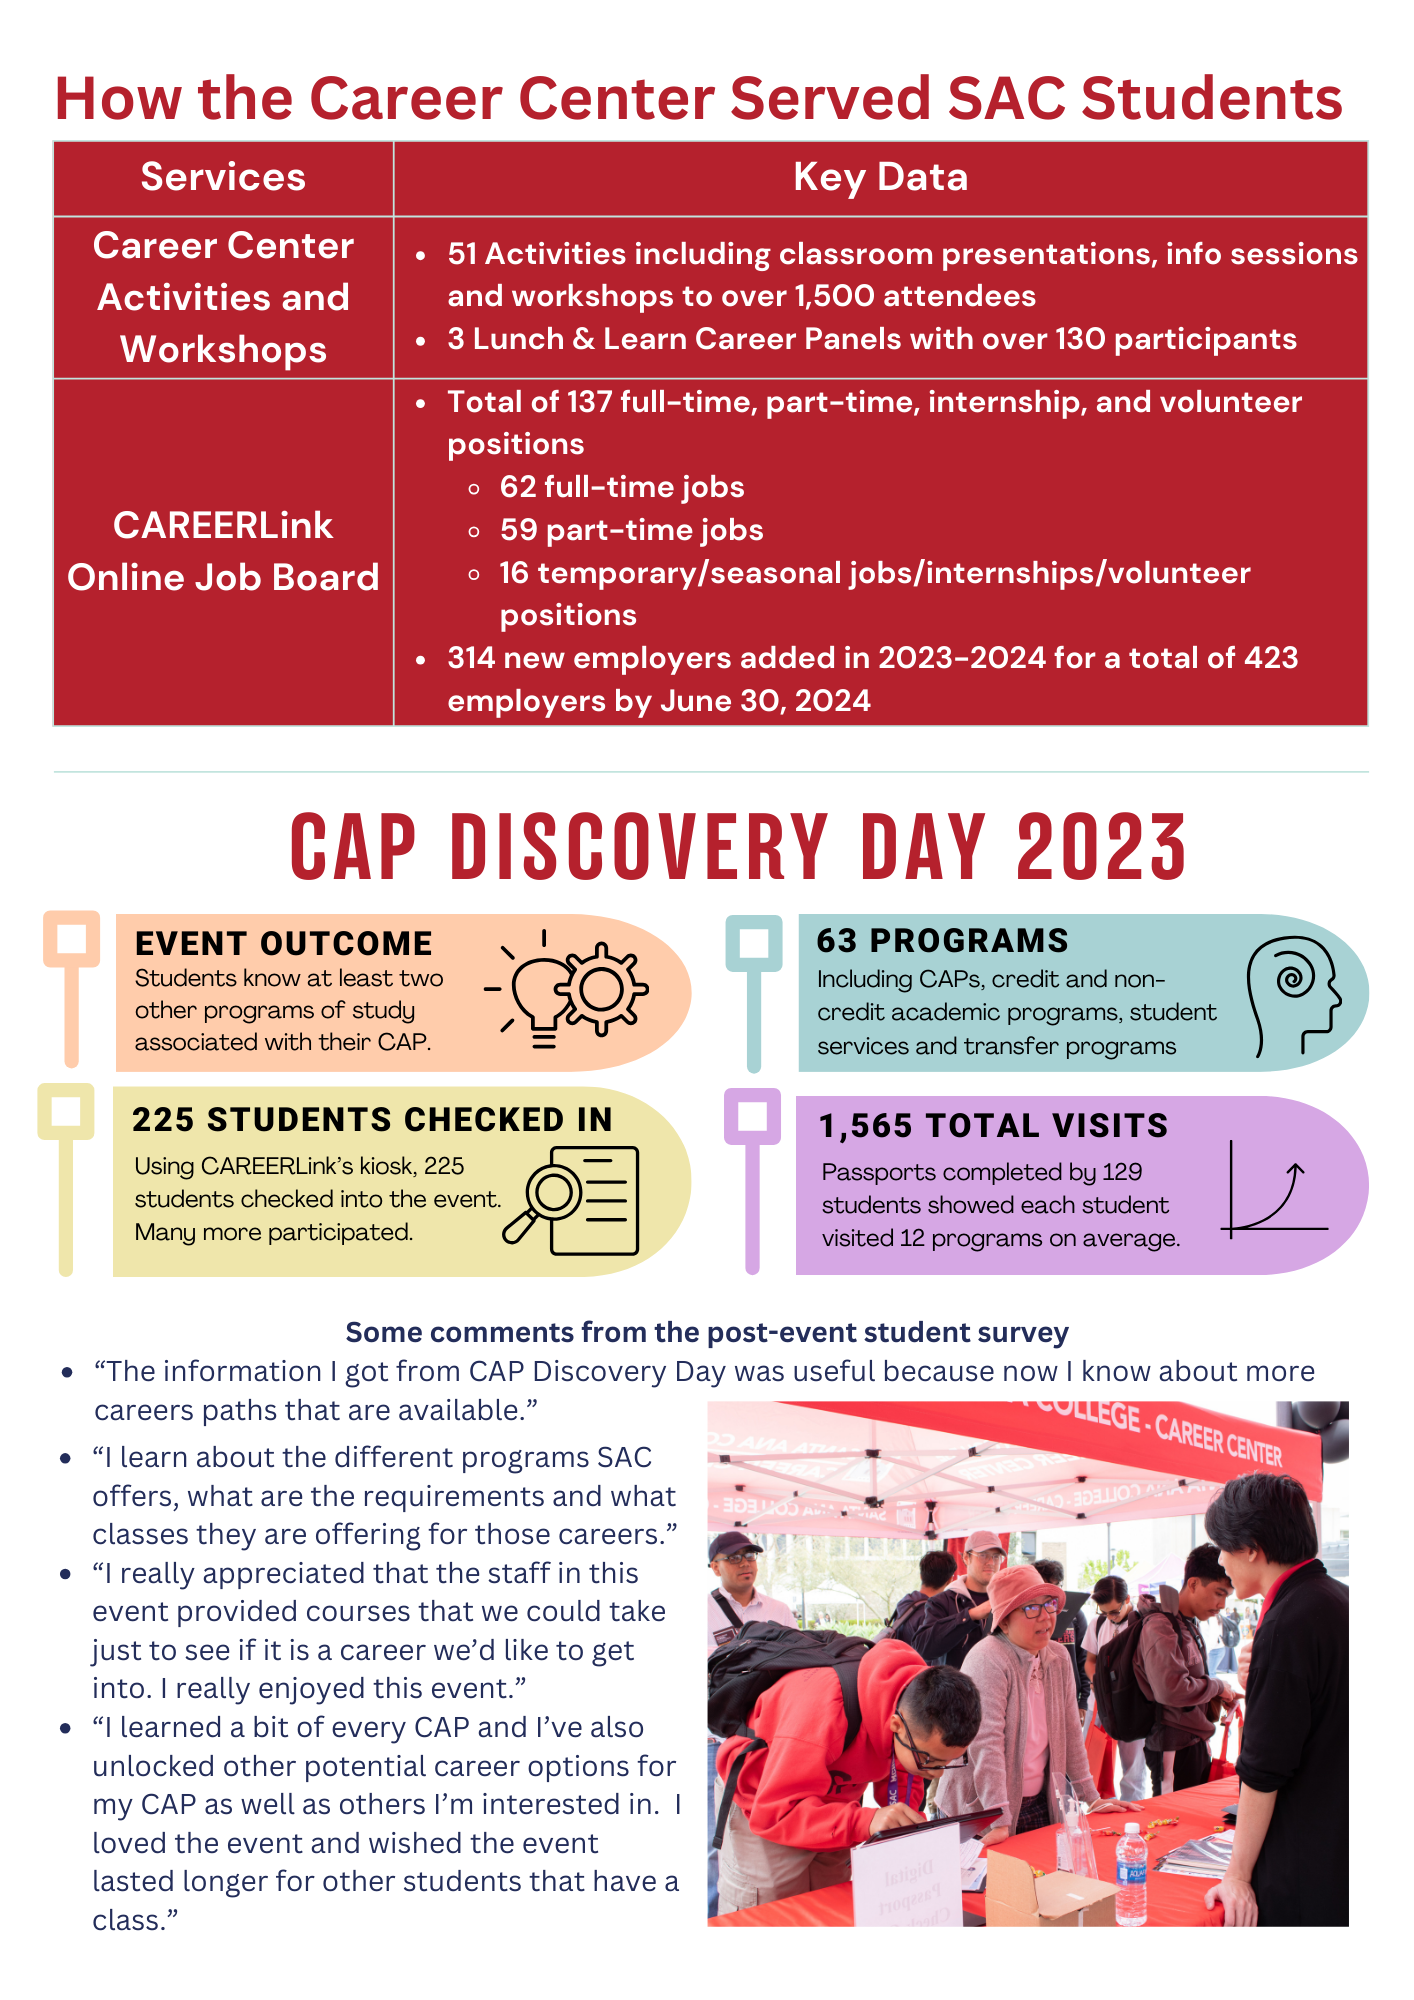 How the Career Center Served SAC Students
Services
Key Data
Career Center
Activities and
Workshops
• 51 Activities including classroom presentations, info sessions
and workshops to over 1,500 attendees
• 3 Lunch & Learn Career Panels with over 130 participants
CAREERLink
Online Job Board
• Total of 137 full-time, part-time, internship, and volunteer
positions
◦ 62 full-time jobs
◦ 59 part-time jobs
◦ 16 temporary/seasonal jobs/internships/volunteer
positions
• 314 new employers added in 2023-2024 for a total of 423
employers by June 30, 2024
CAP DISCOVERY DAY 2023
EVENT OUTCOME
Students know at least two
other programs of study
associated with their CAP.
63 PROGRAMS
Including CAPs, credit and non-
credit academic programs, student
services and transfer programs
225 STUDENTS CHECKED IN
Using CAREERLink's kiosk, 225
students checked into the event.
Many more participated.
1,565 TOTAL VISITS
Passports completed by 129
students showed each student
visited 12 programs on average.
Some comments from the post-event student survey
• “The information I got from CAP Discovery Day was useful because now I know about more
careers paths that are available.”
• “I learn about the different programs SAC
offers, what are the requirements and what
classes they are offering for those careers.”
• “I really appreciated that the staff in this
event provided courses that we could take
just to see if it is a career we’d like to get
into. I really enjoyed this event.”
• “I learned a bit of every CAP and I’ve also
unlocked other potential career options for
my CAP as well as others I’m interested in.  I
loved the event and wished the event
lasted longer for other students that have a
class.”
COLLEGE - CAREER CENTER
Digital
Passport